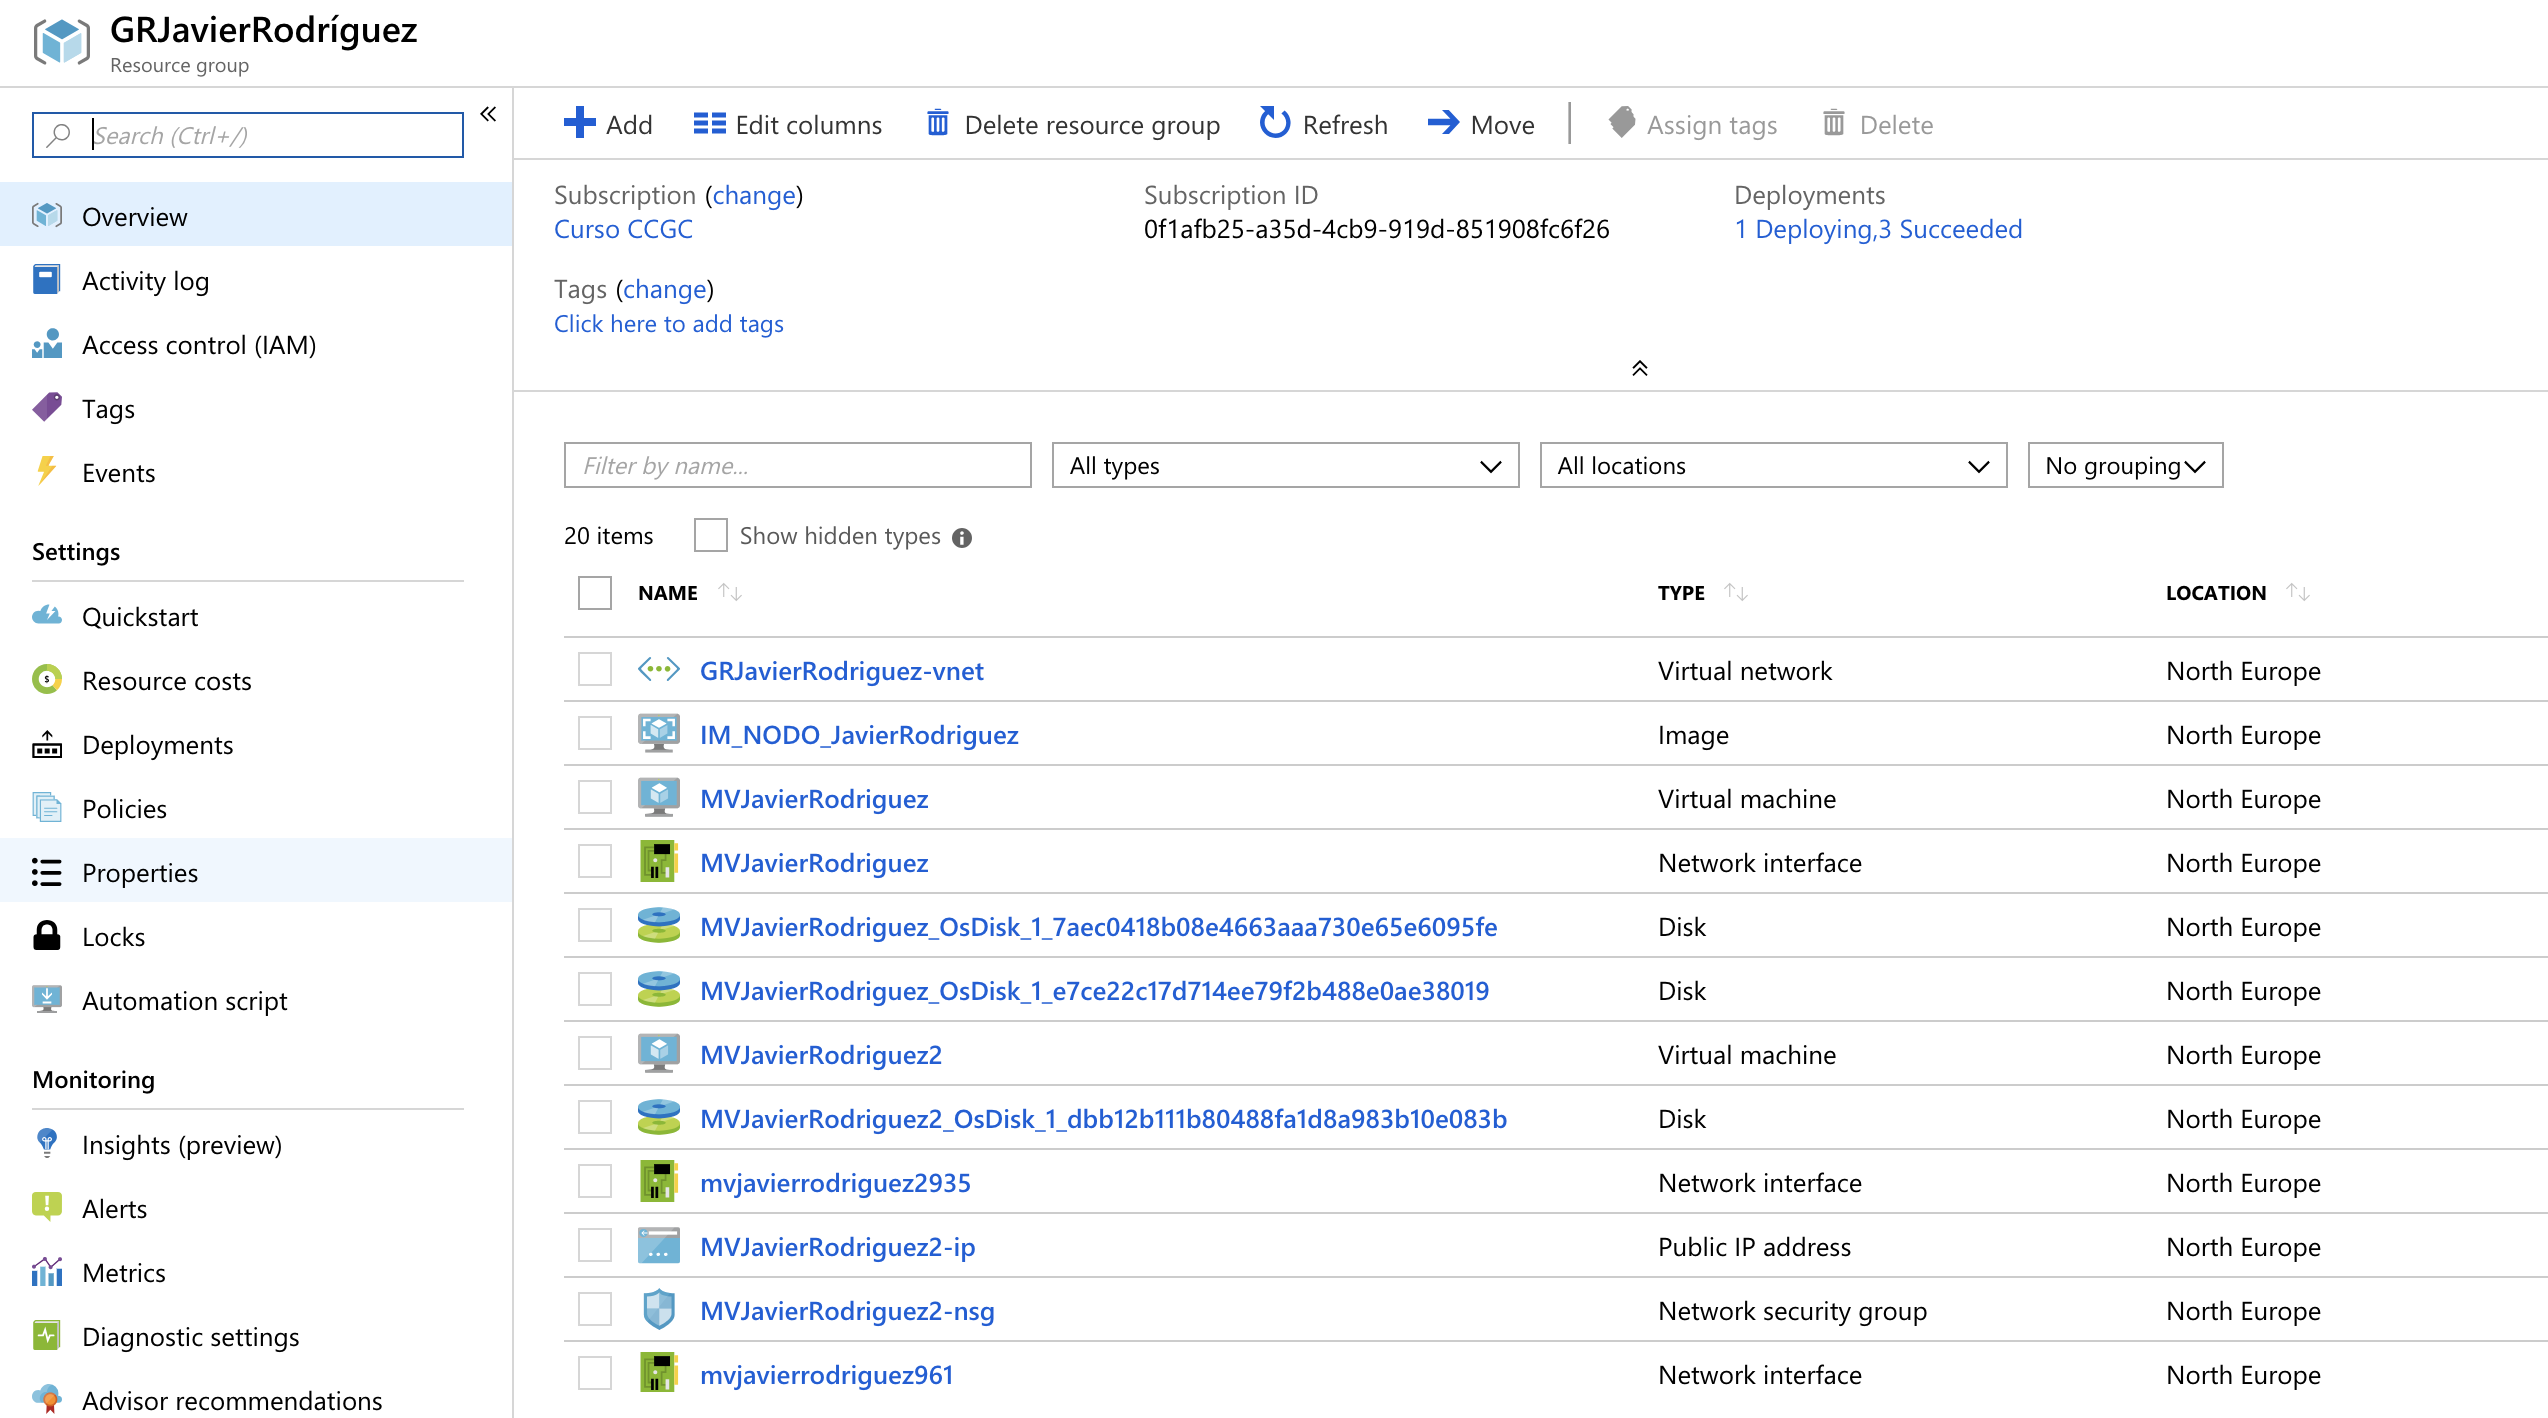 GRJavierRodríguez
Resource group
Search (Ctrl+/)
«
Overview
Activity log
Access control (IAM)
Tags
Events
Settings
Quickstart
Resource costs
Deployments
Policies
Properties
Locks
Automation script
Monitoring
Insights (preview)
Alerts
Metrics
Diagnostic settings
Advisor recommendations
Add Edit columns Delete resource group Refresh Move Assign tags Delete
Subscription (change)
Curso CCGC
Subscription ID
0f1afb25-a35d-4cb9-919d-851908fc6f26
Deployments
1 Deploying,3 Succeeded
Tags (change)
Click here to add tags
Filter by name... All types All locations No grouping
20 items Show hidden types
NAME TYPE LOCATION
GRJavierRodriguez-vnet Virtual network North Europe
IM_NODO_JavierRodriguez Image North Europe
MVJavierRodriguez Virtual machine North Europe
MVJavierRodriguez Network interface North Europe
MVJavierRodriguez_OsDisk_1_7aec0418b08e4663aaa730e65e6095fe Disk North Europe
MVJavierRodriguez_OsDisk_1_e7ce22c17d714ee79f2b488e0ae38019 Disk North Europe
MVJavierRodriguez2 Virtual machine North Europe
MVJavierRodriguez2_OsDisk_1_dbb12b111b80488fa1d8a983b10e083b Disk North Europe
mvjavierrodriguez2935 Network interface North Europe
MVJavierRodriguez2-ip Public IP address North Europe
MVJavierRodriguez2-nsg Network security group North Europe
mvjavierrodriguez961 Network interface North Europe